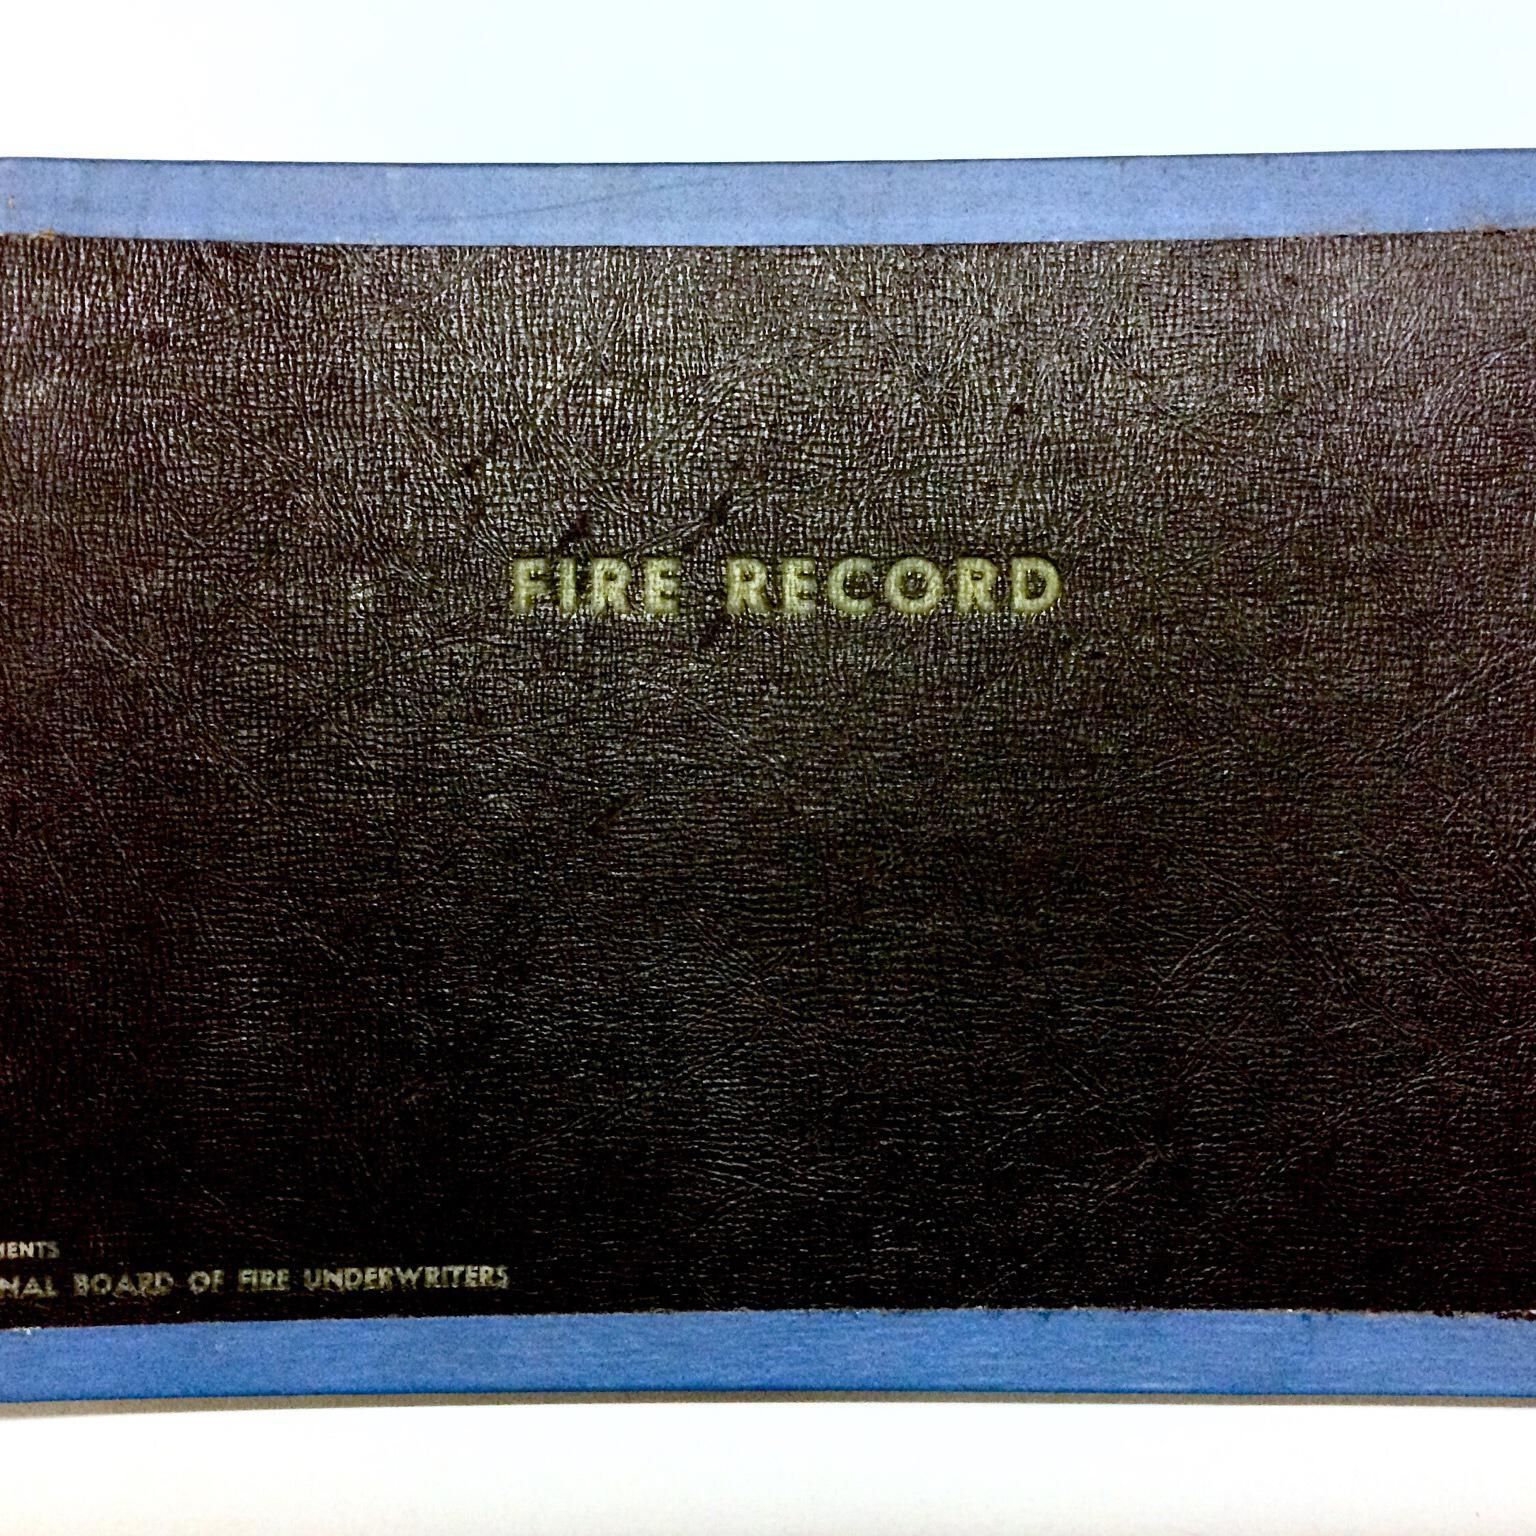 FIRE RECORD
MENTS
NAL BOARD OF FIRE UNDERWRITERS